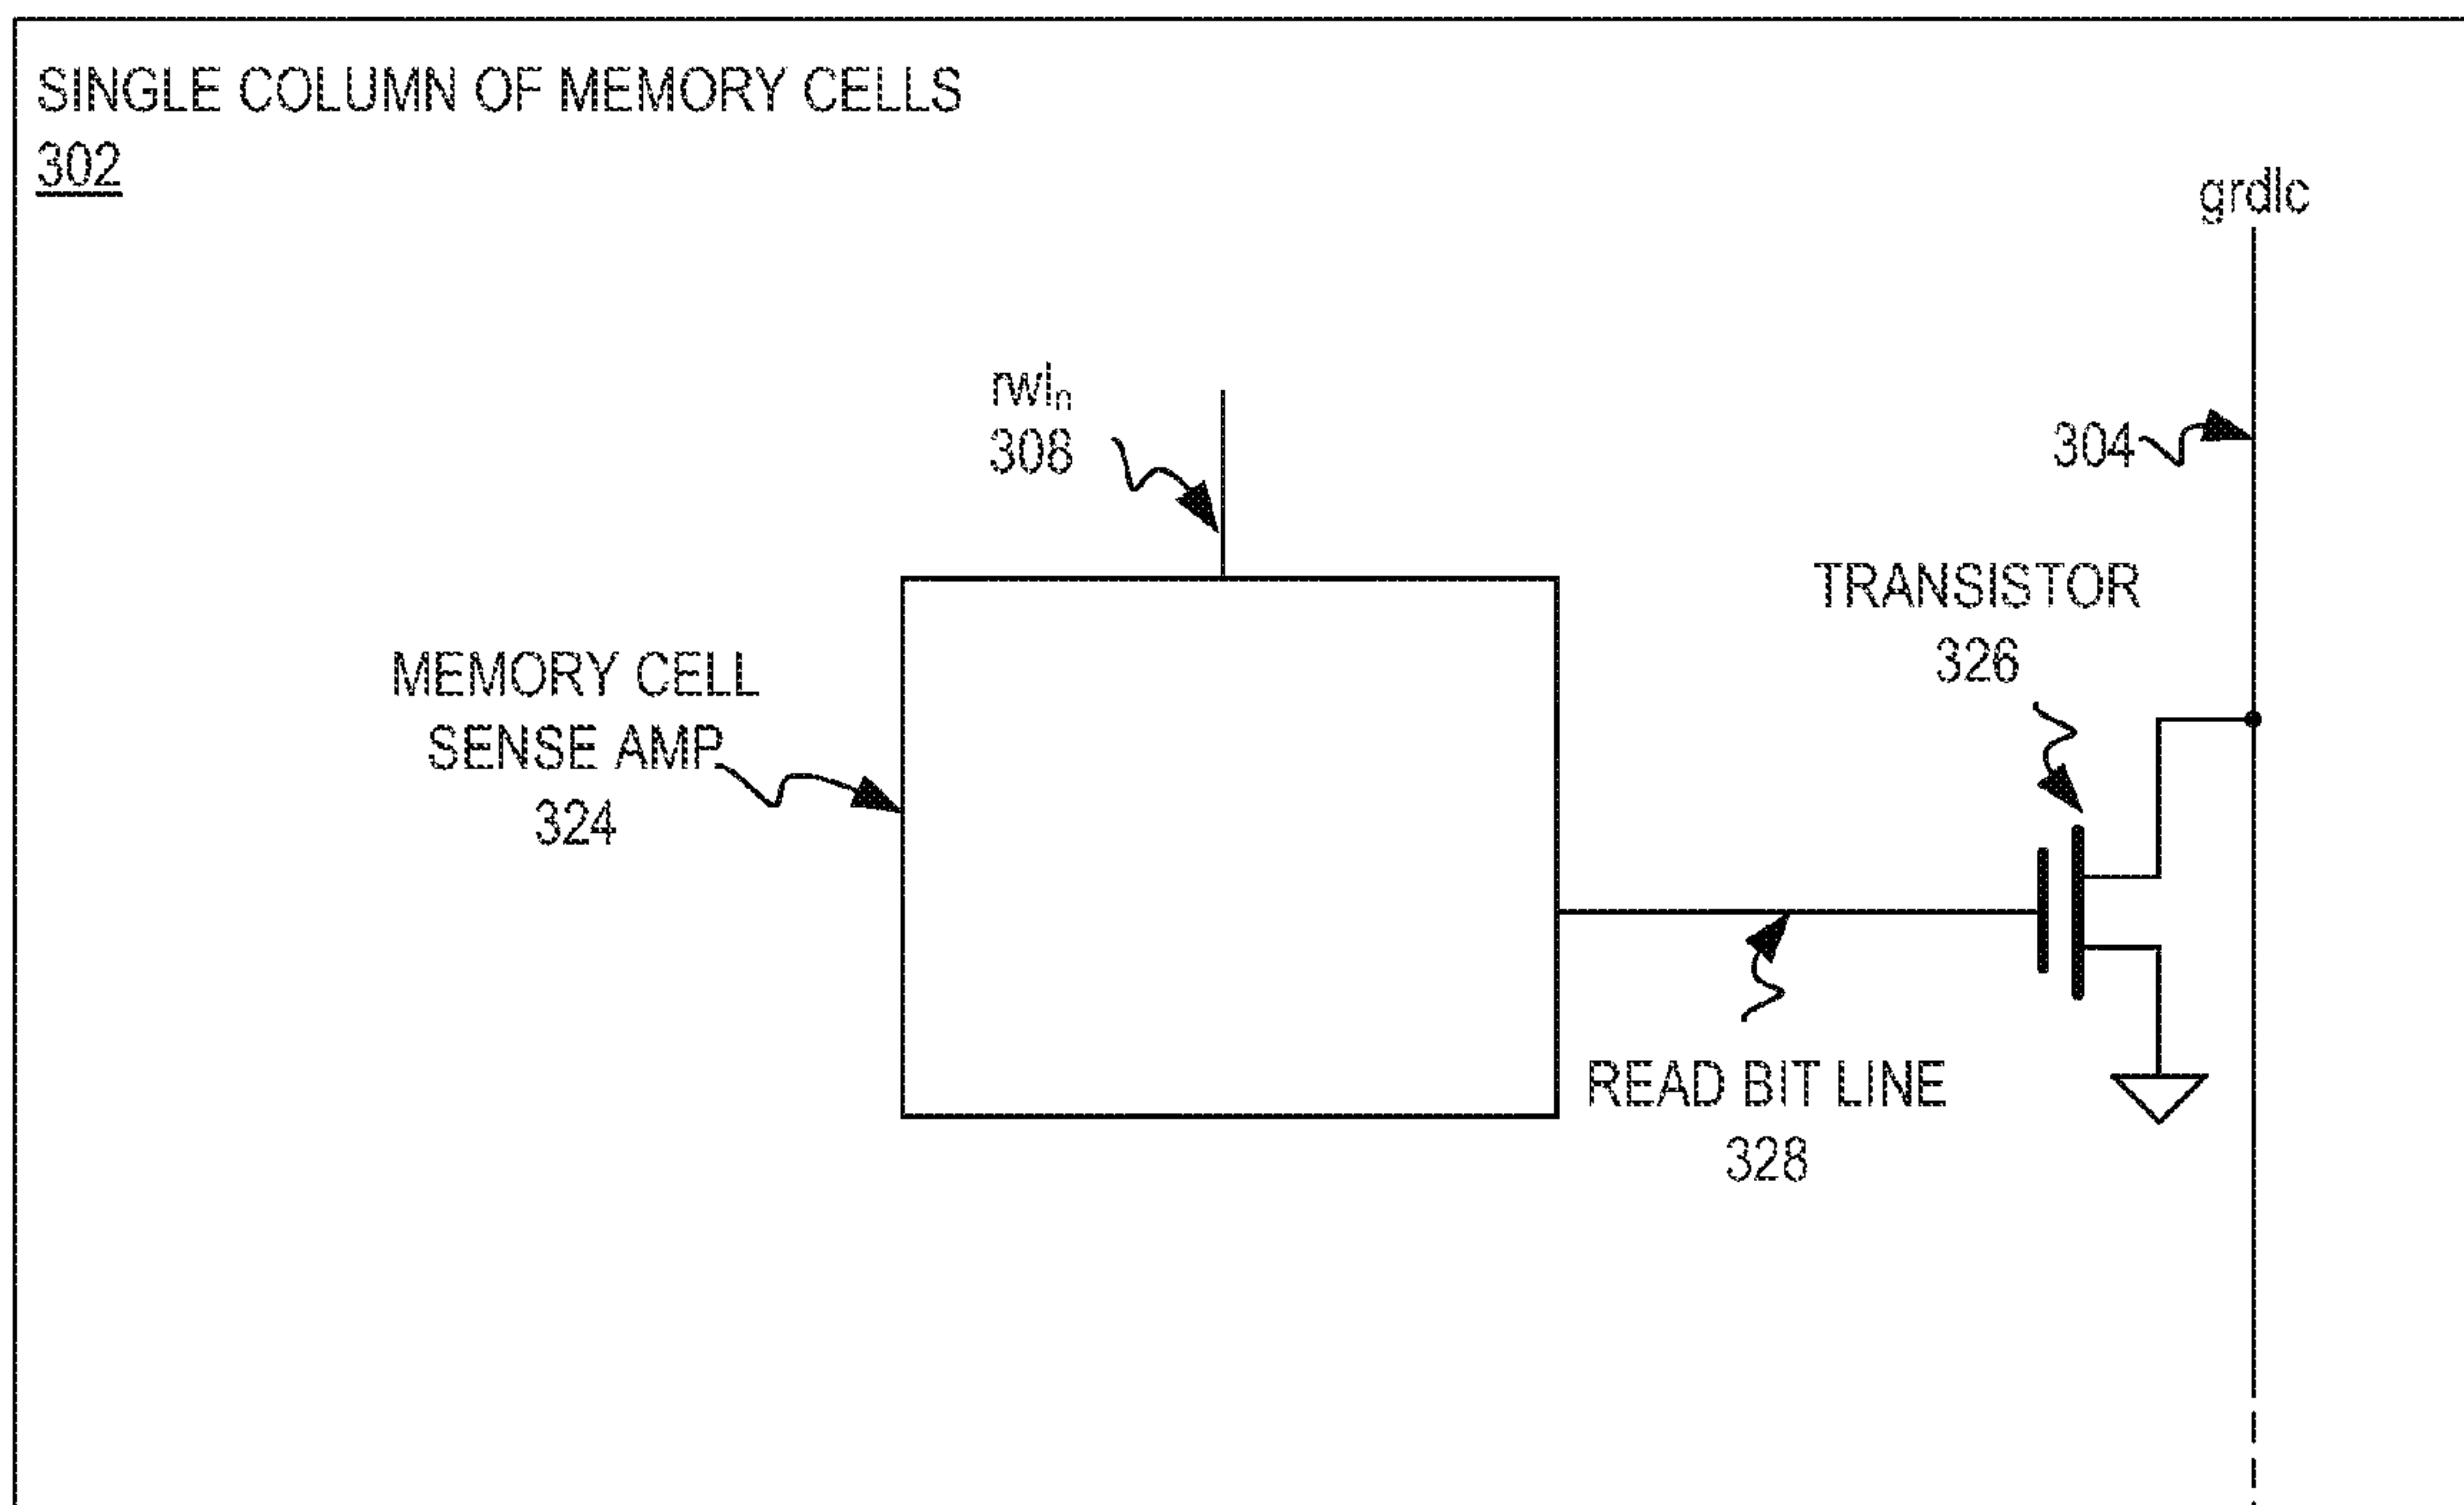 SINGLE COLUMN OF MEMORY CELLS
302
grdlc
rwlₙ
308
304
TRANSISTOR
326
MEMORY CELL
SENSE AMP
324
READ BIT LINE
328